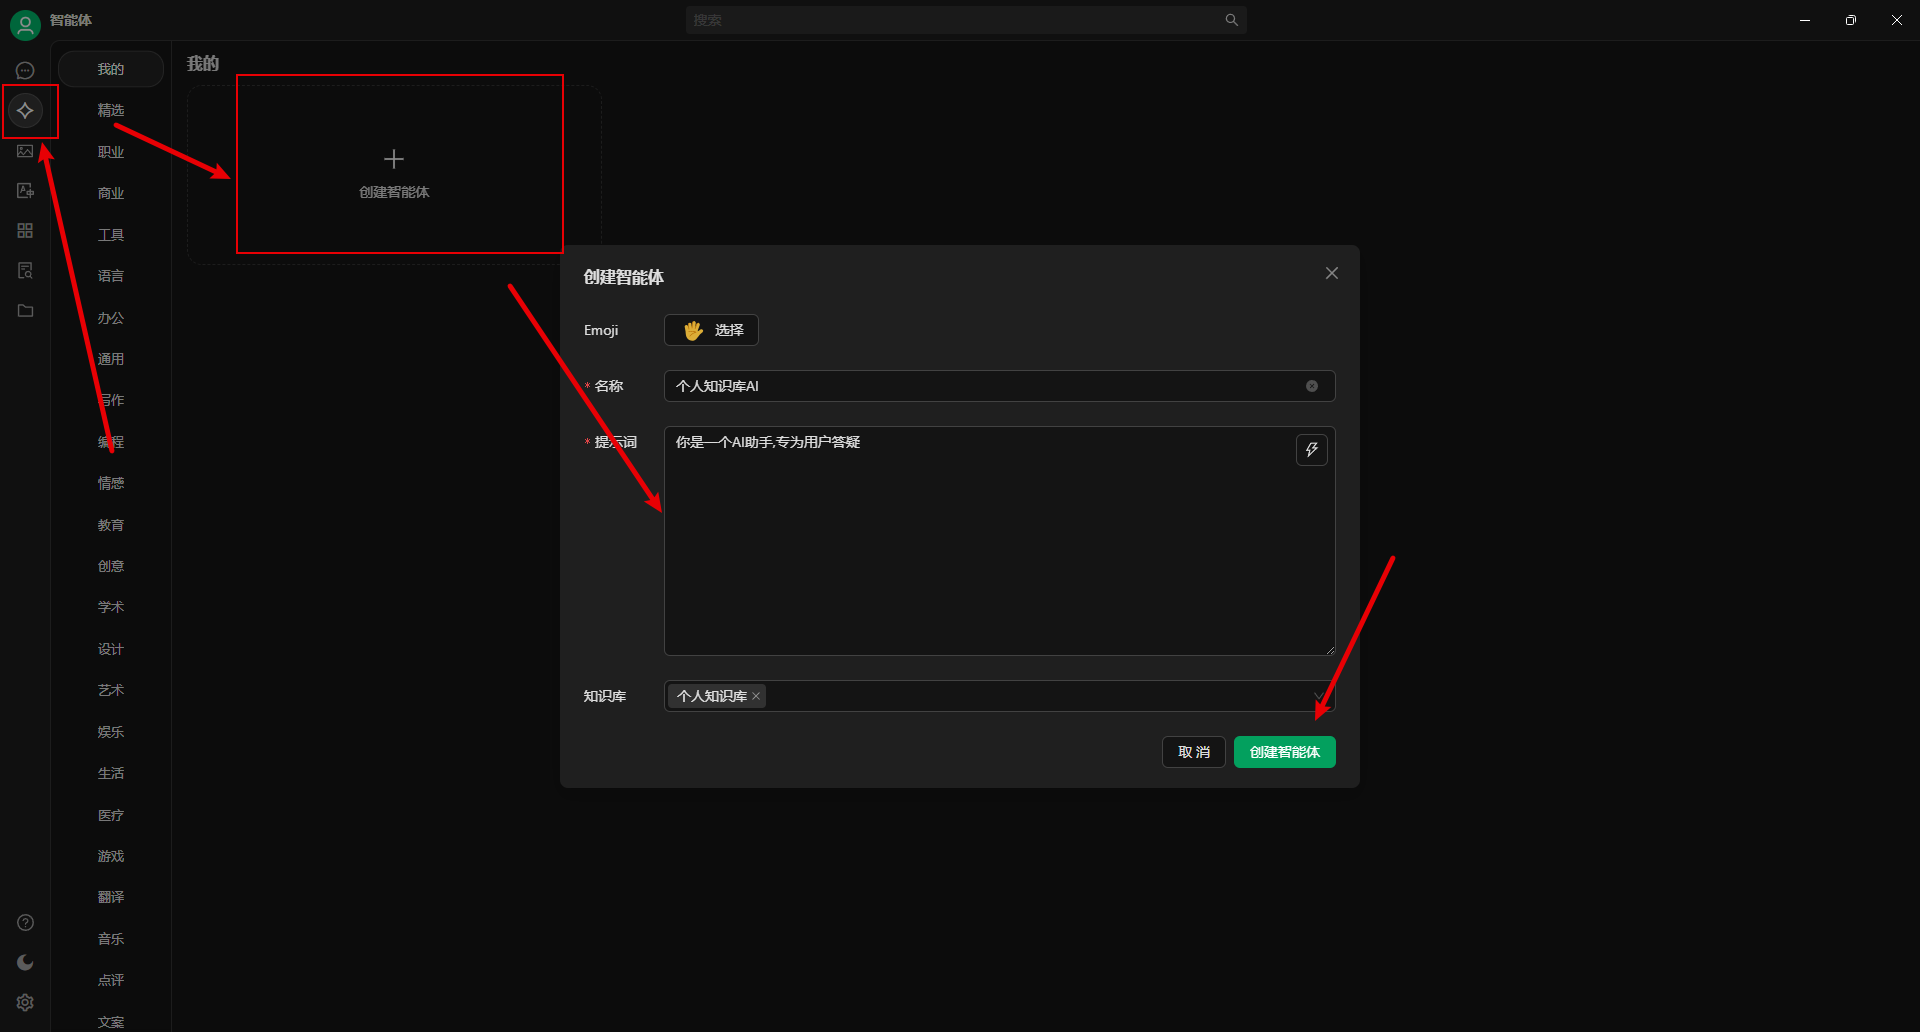 智能体
搜索
我的
精选
职业
商业
工具
语言
办公
通用
写作
编程
情感
教育
创意
学术
设计
艺术
娱乐
生活
医疗
游戏
翻译
音乐
点评
文案
我的
创建智能体
创建智能体
Emoji
选择
* 名称
个人知识库AI
* 提示词
你是一个AI助手,专为用户答疑
知识库
个人知识库
取 消
创建智能体